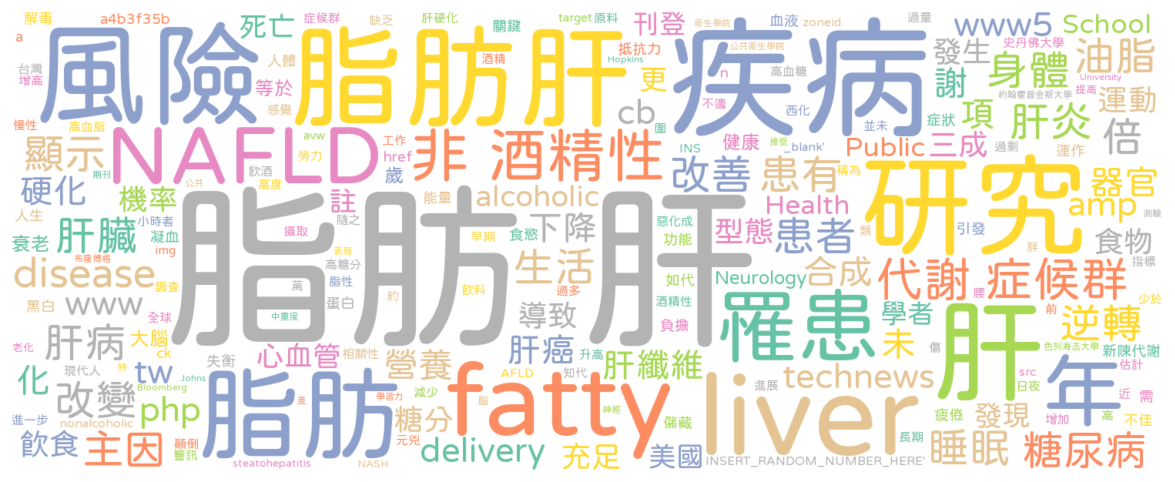 解毒 a4b3f35b 死亡 症候群 缺乏 肝硬化 target 原料 衛生學院 zoneid 過量
a 風險 脂肪肝 關鍵 刊登 血液 疾病 www5 School
台灣 增高 人體 酒精 抵抗力 Hopkins 公共衛生學院 史丹佛大學 發生 身體 油脂
等於 感覺 更 n 高血糖 謝 University 提高
慢性 高血脂 avw 工作 cb 不適 西化 約翰霍普金斯大學 項 肝炎 運動
顯示 NAFLD 勞力 href 非 酒精性 圍 健康 並未 症狀 三成 倍
期刊 公共 飲酒 歲 INS blank' 接受 Public 過剩 運作
硬化 機率 高度 註 能量 alcoholic 改善 患有 稱為 研究 器官
人生 小時者 隨之 脂肪肝 下降 惡化成 Health 類 引發 amp 測驗
衰老 肝臟 凝血 攝取 早期 食慾 功能 型態 患者 胖 食物
布薩博格 img 表現 高糖分 生活 如代 Neurology 合成 代謝 症候群 指標
disease 調查 萬 脂性 過多 罹患 學者 腰 前 少於
黑白 www 全球 中重度 約 蛋白 飲料 導致 酒精性 負擔 未 肝 傷 色列海法大學 逆轉
老化 肝病 大腦 ck 失衡 心血管 相關性 營養 肝癌 升高 肝纖維 新陳代謝
現代人 tw 時 Bloomberg Johns 減少 AFLD 知代 technews 進展 src 估計
化 改變 php 差 脂肪 學習力 糖分 fatty 腦 神經 liver 日夜 年 近 需
進一步 nonalcoholic 顛倒 元兇 儲藏 疲倦 發現 增加 高 不佳
飲食 主因 警訊 steatohepatitis NASH delivery 充足 美國 INSERT_RANDOM_NUMBER_HERE' 長期 睡眠 糖尿病